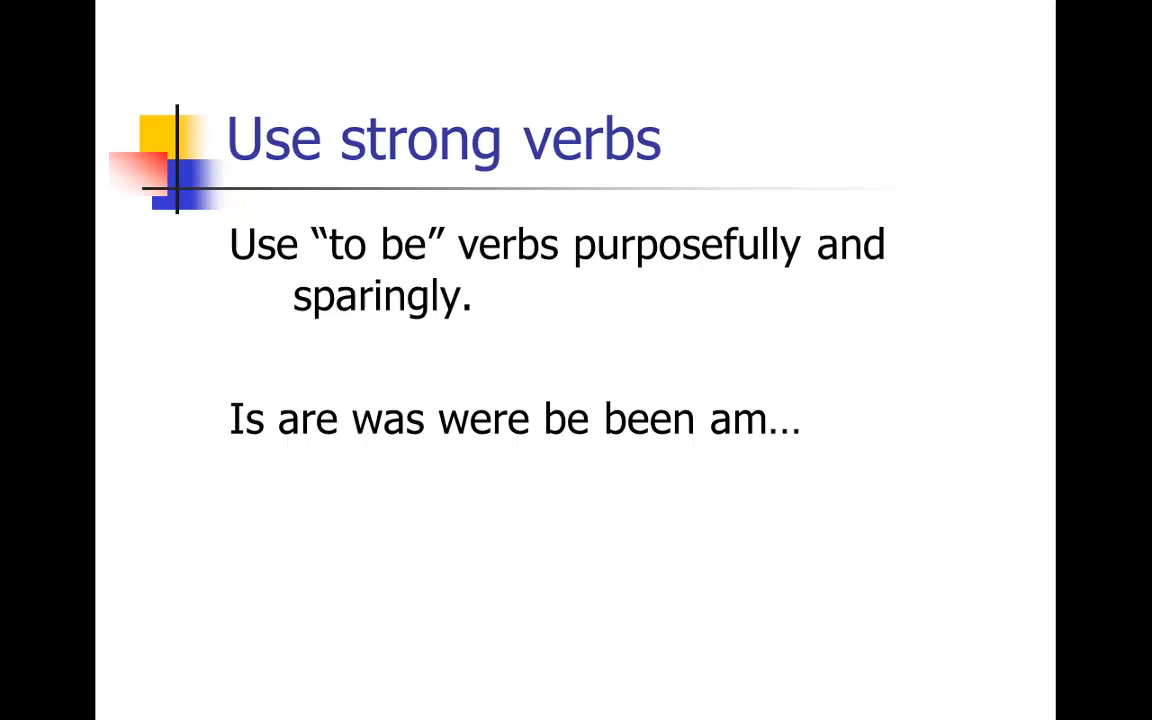 Use strong verbs
Use “to be” verbs purposefully and
sparingly.
Is are was were be been am…